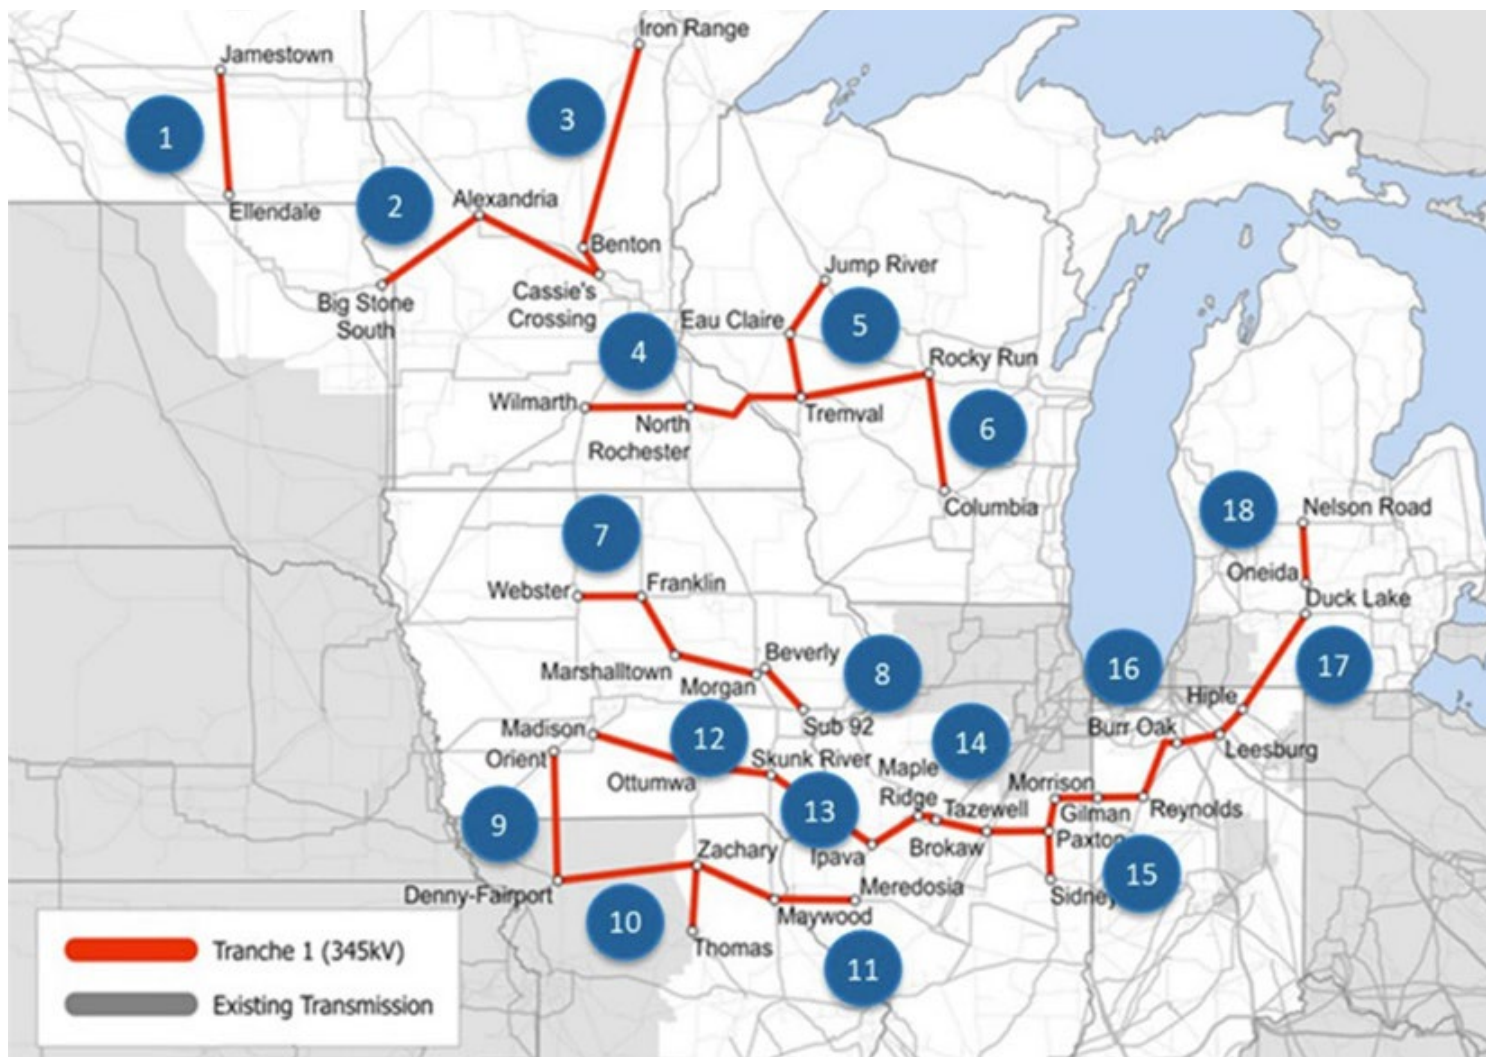 Iron Range
Jamestown
1
3
Ellendale
2
Alexandria
Benton
Big Stone
South
Cassie's
Crossing
Jump River
Eau Claire
5
4
Rocky Run
Wilmarth
North
Rochester
Tremval
6
Columbia
18
Nelson Road
7
Oneida
Webster
Franklin
Duck Lake
Marshalltown
Beverly
Morgan
8
16
17
Hiple
Sub 92
Burr Oak
Leesburg
Madison
Orient
12
Ottumwa
Skunk River
14
Maple
Ridge
Morrison
Tazewell
Gilman
Reynolds
9
13
Ipava
Brokaw
Paxton
Zachary
15
Sidney
Denny-Fairport
Meredosia
Maywood
10
Thomas
11
Tranche 1 (345kV)
Existing Transmission